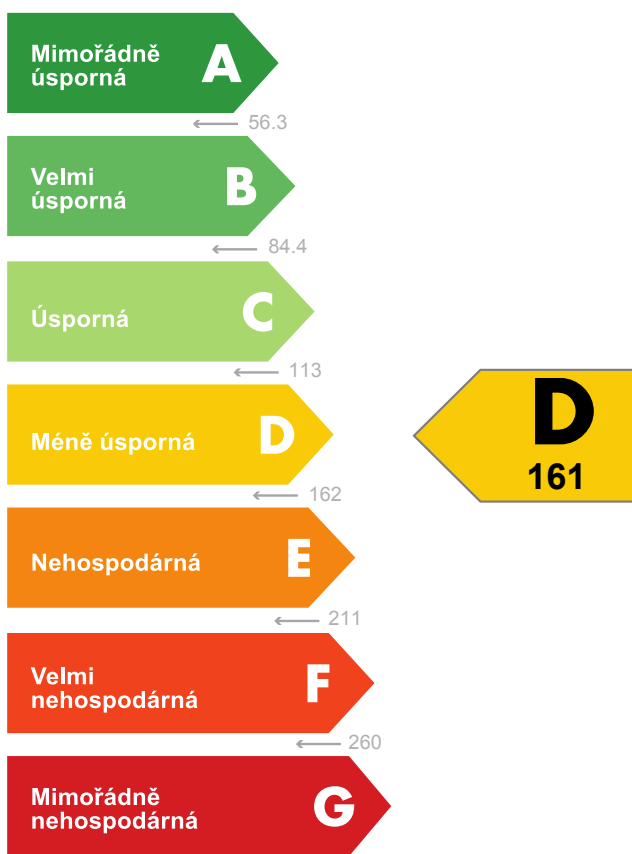 Mimořádně
úsporná
A
56.3
Velmi
úsporná
B
84.4
Úsporná
C
113
Méně úsporná
D
162
D
161
Nehospodárná
E
211
Velmi
nehospodárná
F
260
Mimořádně
nehospodárná
G